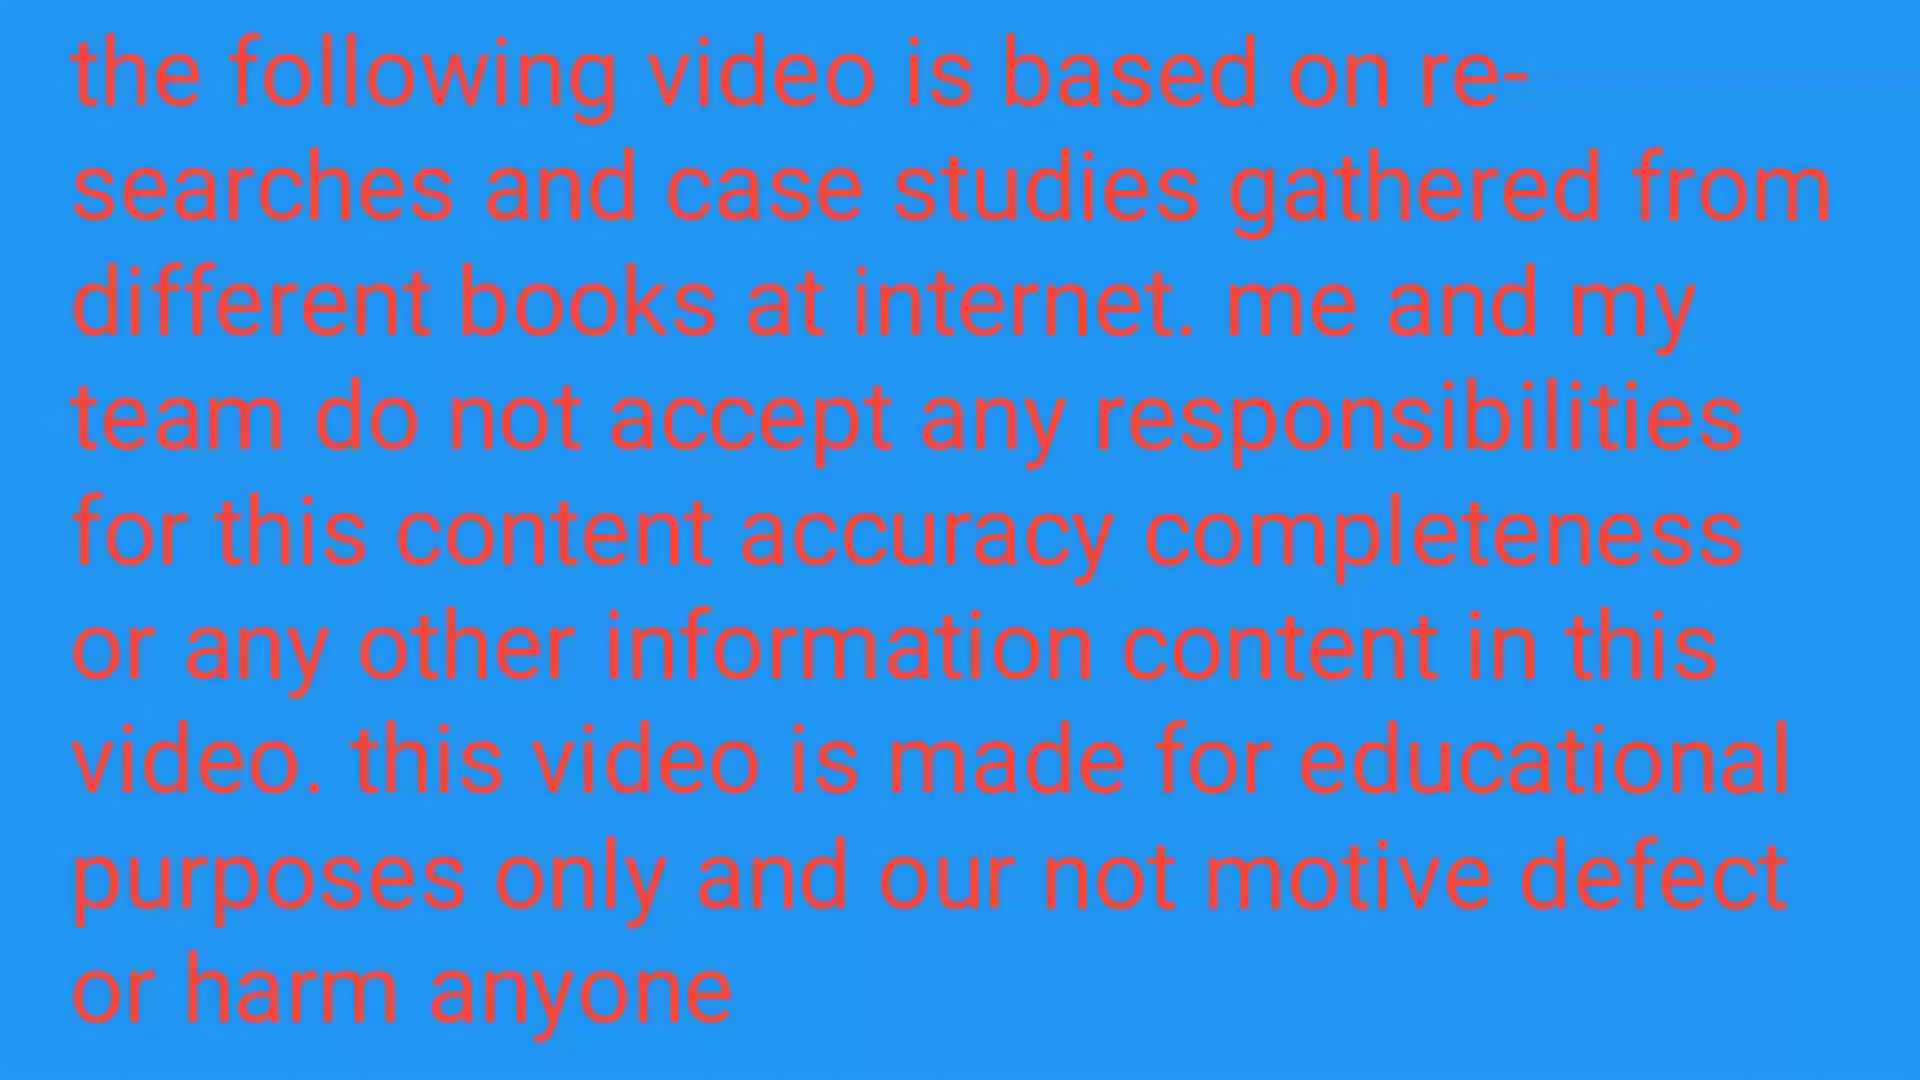 the following video is based on re-
searches and case studies gathered from
different books at internet. me and my
team do not accept any responsibilities
for this content accuracy completeness
or any other information content in this
video. this video is made for educational
purposes only and our not motive defect
or harm anyone